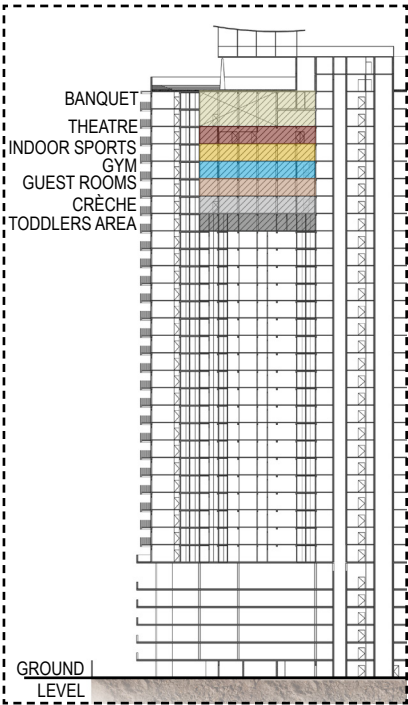 BANQUET
THEATRE
INDOOR SPORTS
GYM
GUEST ROOMS
CRÈCHE
TODDLERS AREA
GROUND
LEVEL